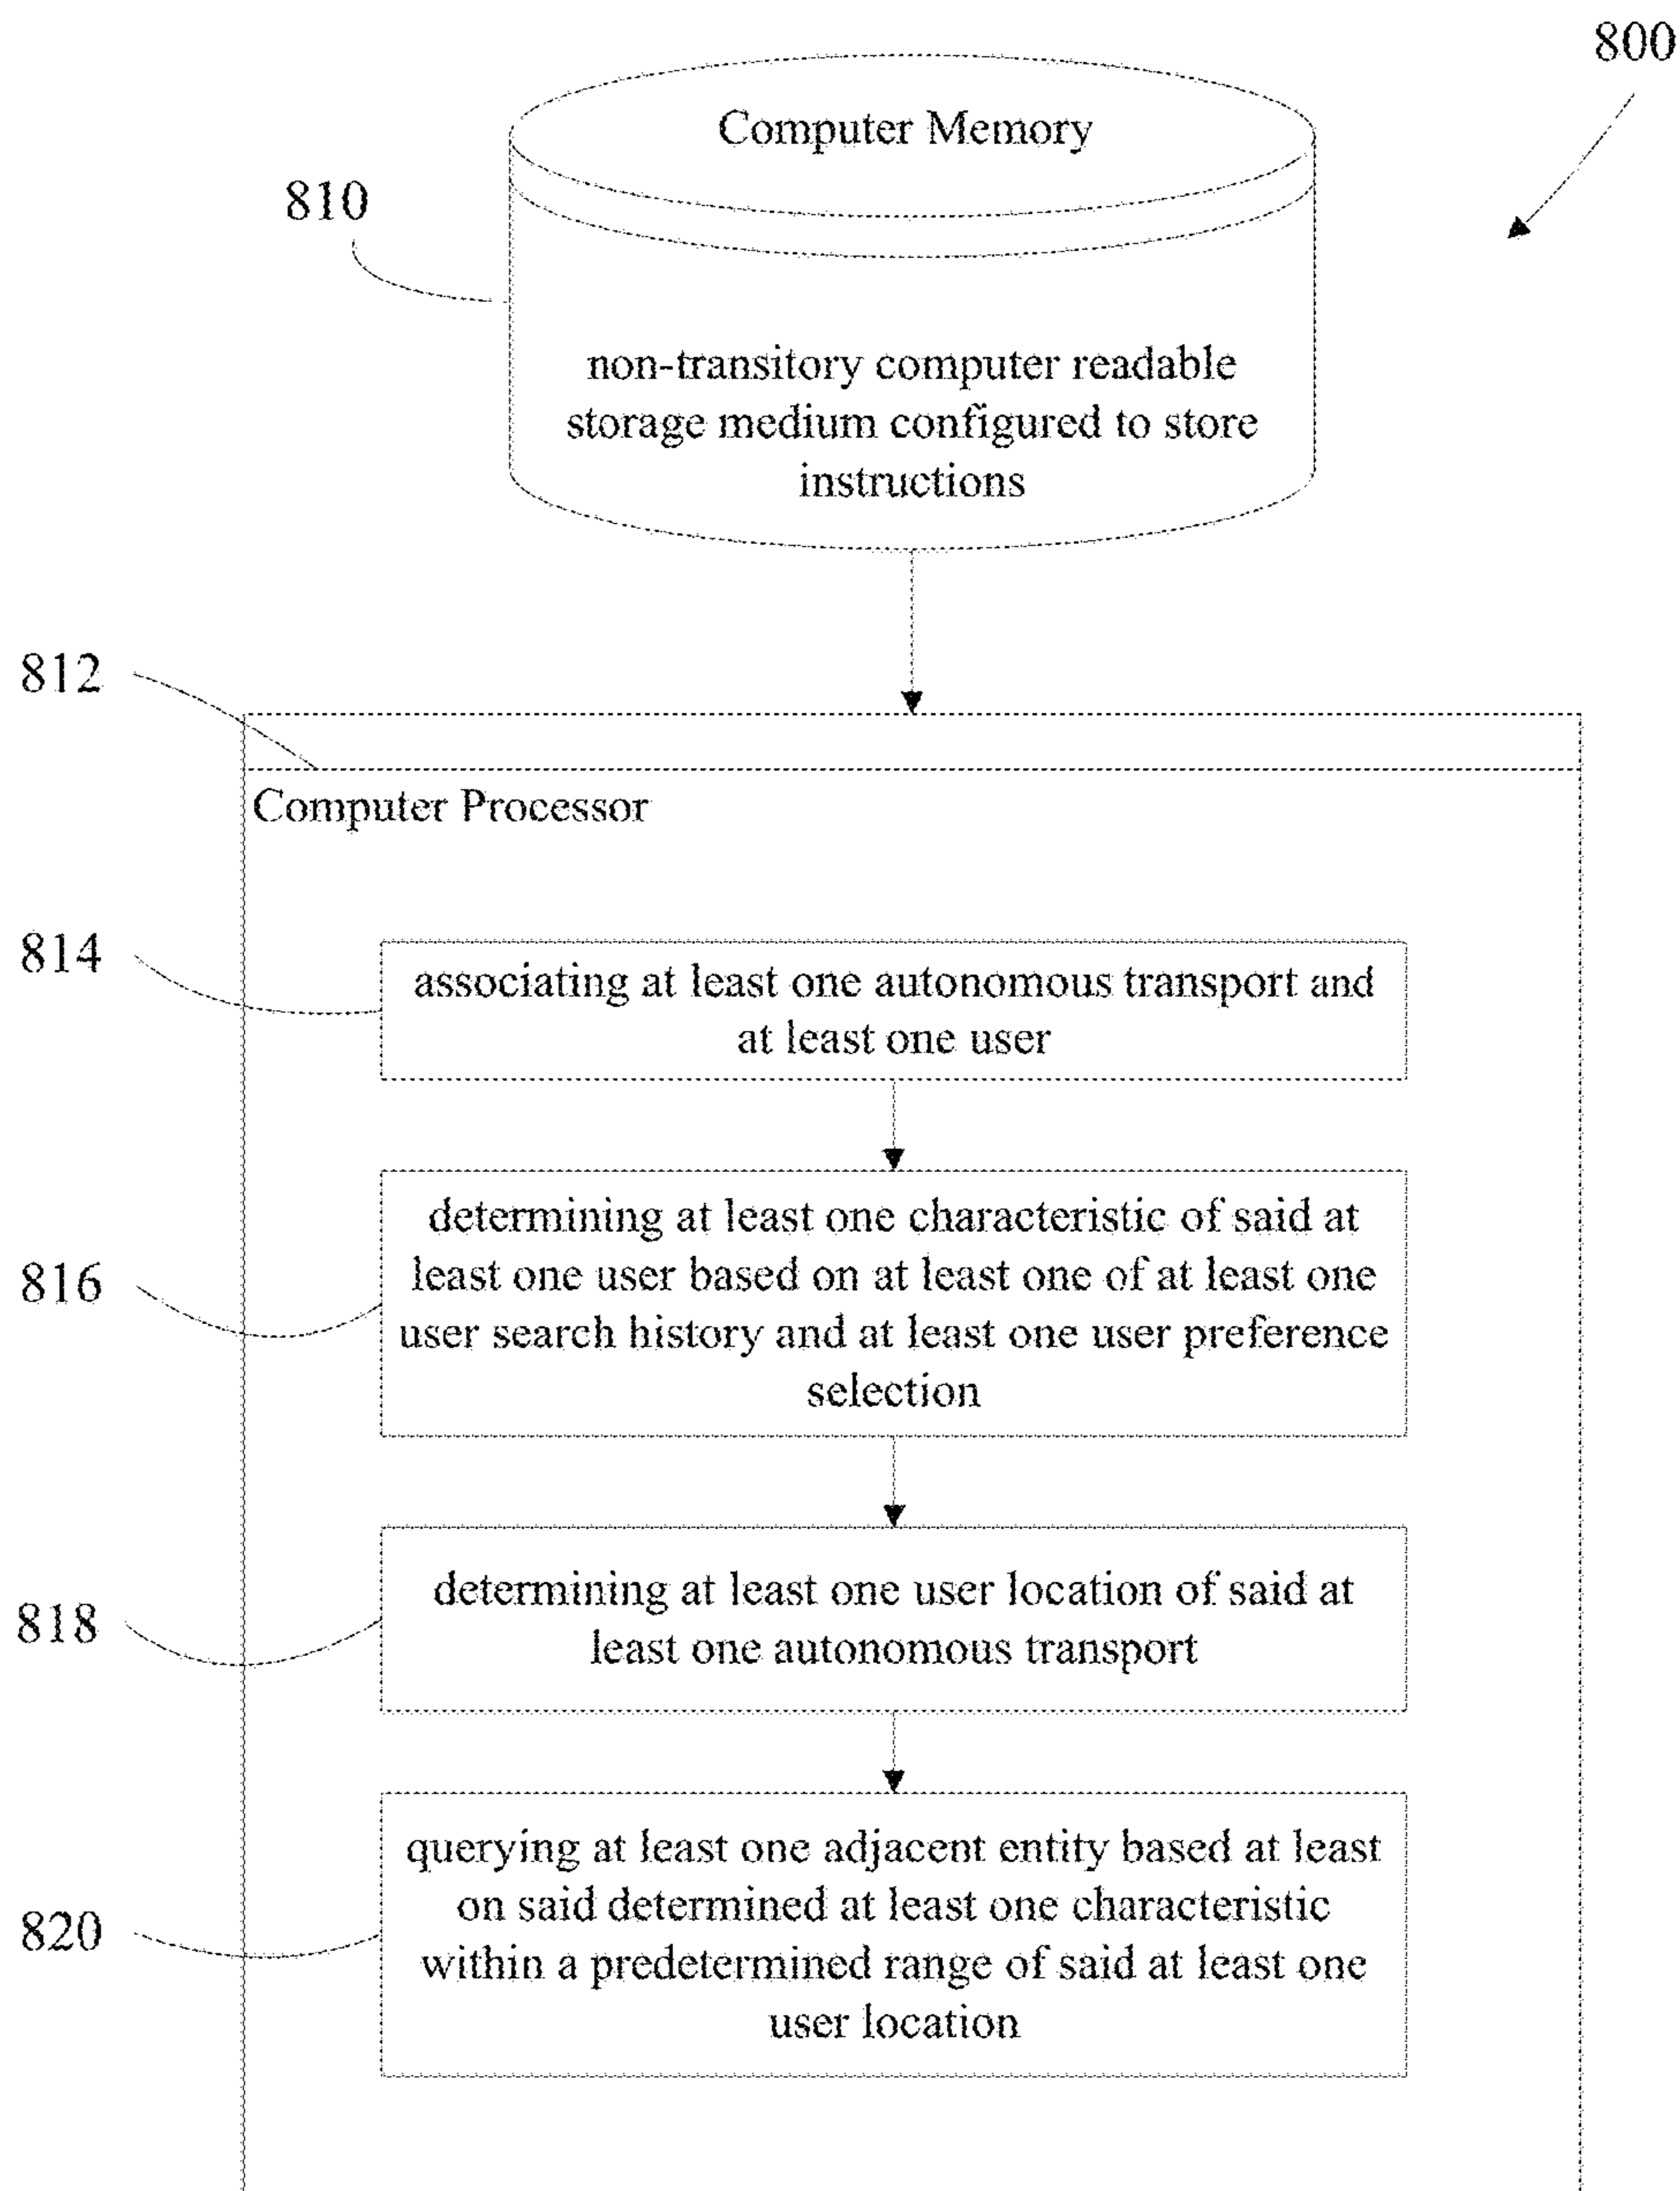 800
Computer Memory
810
non-transitory computer readable
storage medium configured to store
instructions
812
Computer Processor
814
associating at least one autonomous transport and
at least one user
816
determining at least one characteristic of said at
least one user based on at least one of at least one
user search history and at least one user preference
selection
818
determining at least one user location of said at
least one autonomous transport
820
querying at least one adjacent entity based at least
on said determined at least one characteristic
within a predetermined range of said at least one
user location